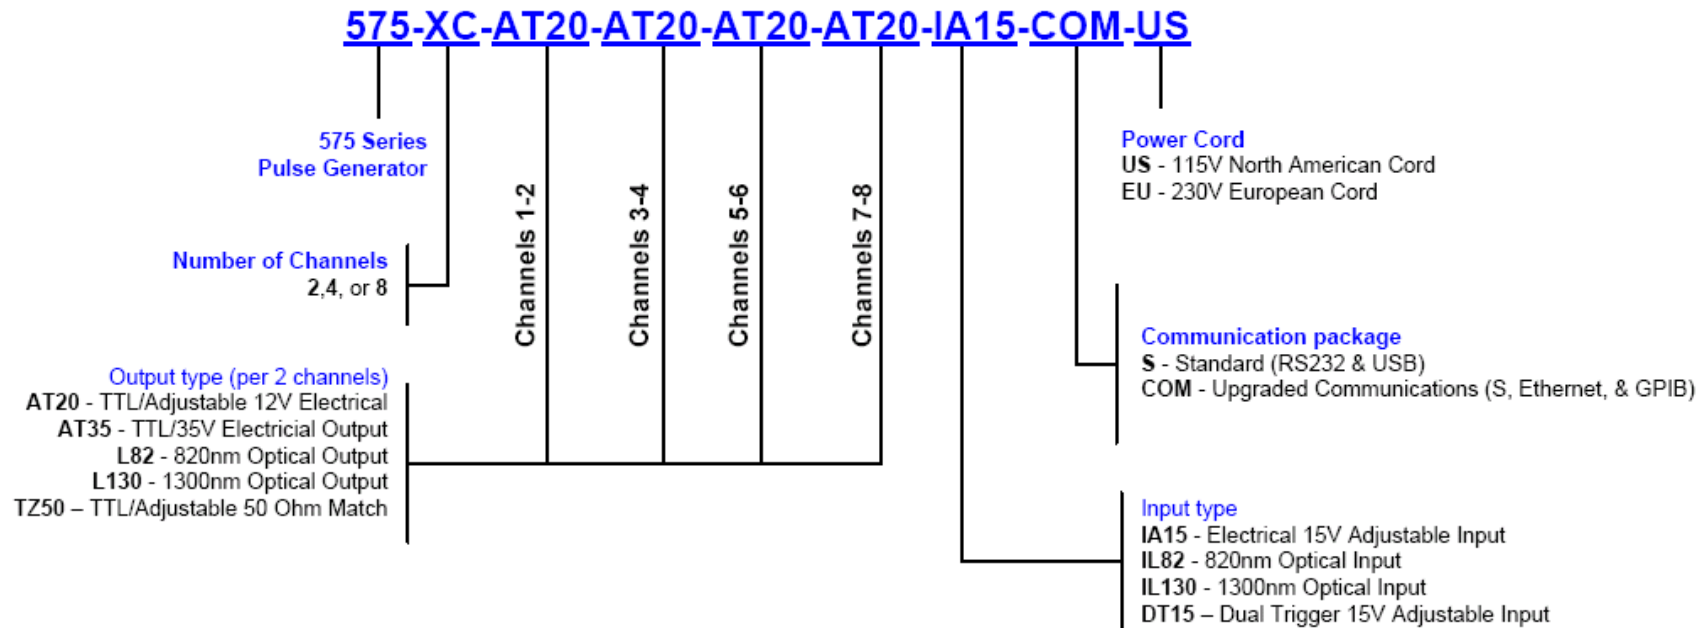 575-XC-AT20-AT20-AT20-AT20-IA15-COM-US
575 Series
Pulse Generator
Number of Channels
2,4, or 8
Output type (per 2 channels)
AT20 - TTL/Adjustable 12V Electrical
AT35 - TTL/35V Electricial Output
L82 - 820nm Optical Output
L130 - 1300nm Optical Output
TZ50 – TTL/Adjustable 50 Ohm Match
Channels 1-2
Channels 3-4
Channels 5-6
Channels 7-8
Power Cord
US - 115V North American Cord
EU - 230V European Cord
Communication package
S - Standard (RS232 & USB)
COM - Upgraded Communications (S, Ethernet, & GPIB)
Input type
IA15 - Electrical 15V Adjustable Input
IL82 - 820nm Optical Input
IL130 - 1300nm Optical Input
DT15 – Dual Trigger 15V Adjustable Input